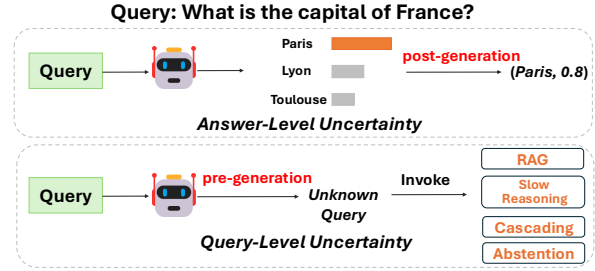 Query: What is the capital of France?
Query
Paris
Lyon
Toulouse
post-generation
(Paris, 0.8)
Answer-Level Uncertainty
Query
pre-generation
Unknown
Query
Invoke
RAG
Slow
Reasoning
Cascading
Abstention
Query-Level Uncertainty